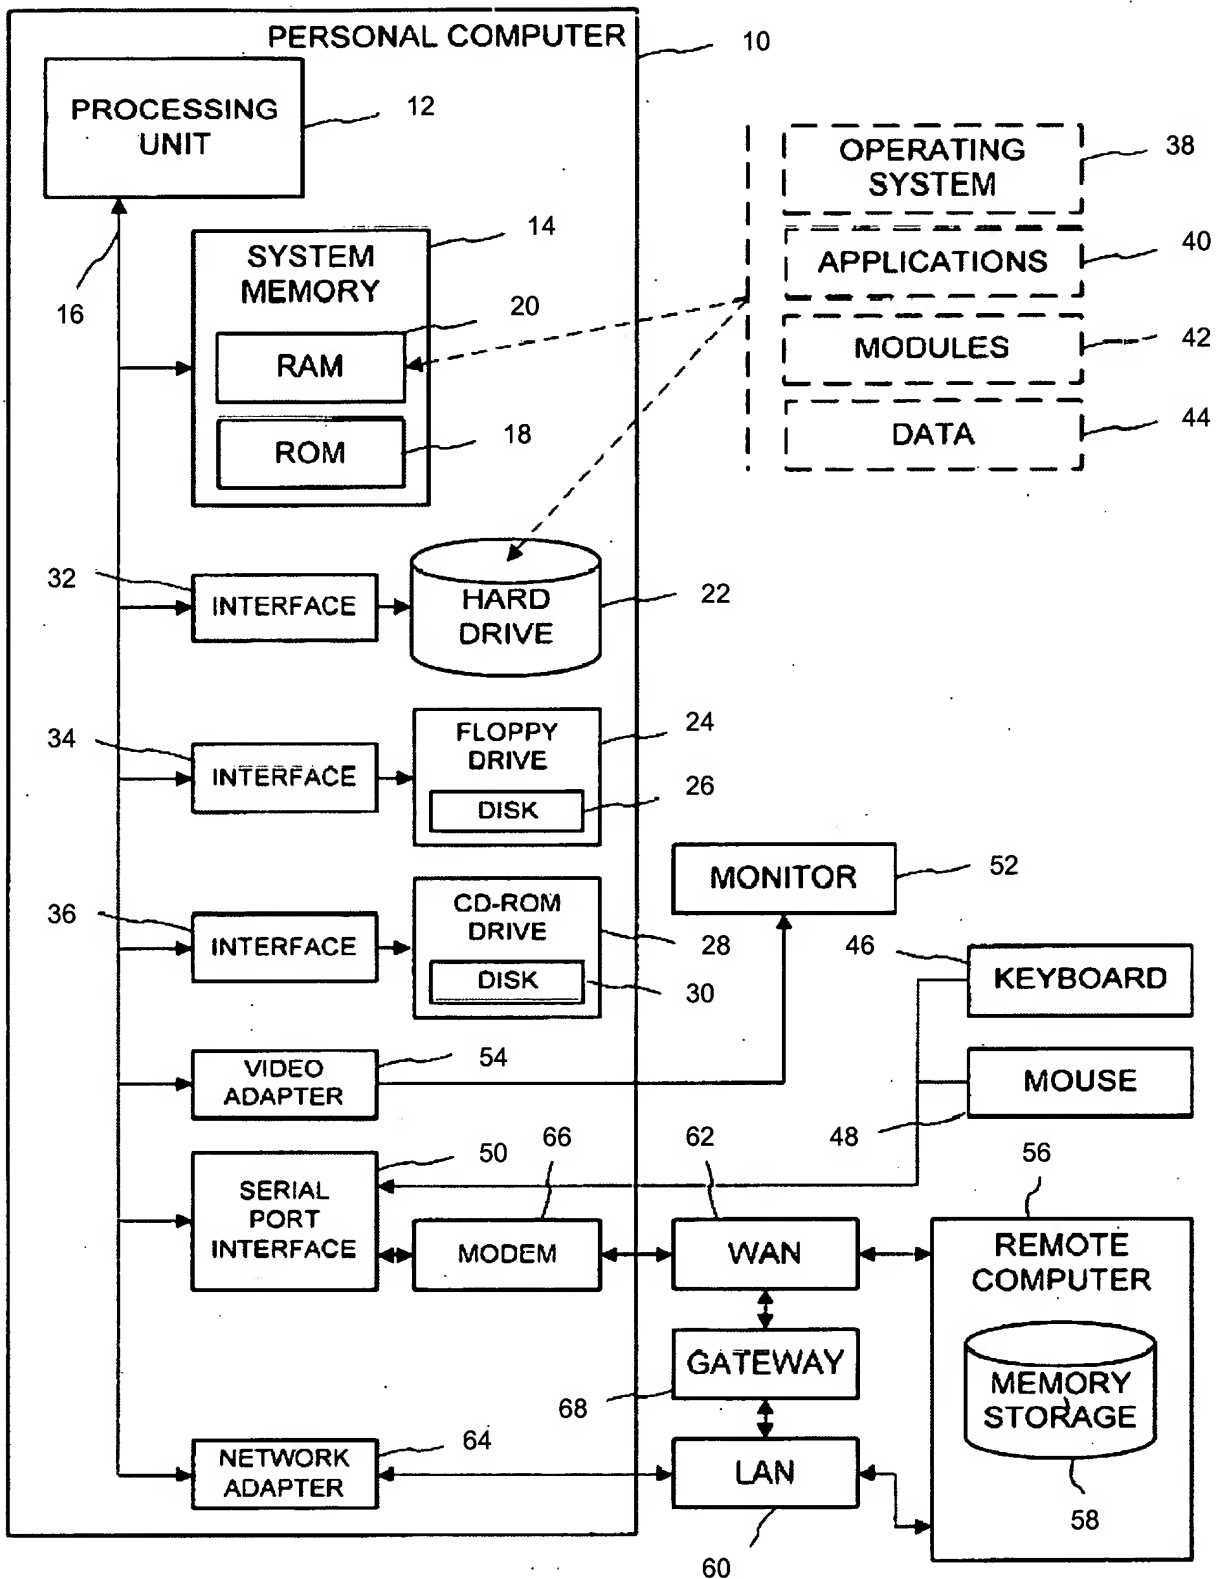 PERSONAL COMPUTER
10
PROCESSING
UNIT
12
OPERATING
SYSTEM
38
16
SYSTEM
MEMORY
14
APPLICATIONS
40
20
RAM
MODULES
42
18
ROM
DATA
44
32
INTERFACE
HARD
DRIVE
22
34
INTERFACE
FLOPPY
DRIVE
24
DISK
26
MONITOR
52
36
INTERFACE
CD-ROM
DRIVE
28
DISK
30
46
KEYBOARD
VIDEO
ADAPTER
54
MOUSE
48
50
SERIAL
PORT
INTERFACE
66
MODEM
62
WAN
56
REMOTE
COMPUTER
GATEWAY
68
MEMORY
STORAGE
58
NETWORK
ADAPTER
64
LAN
60